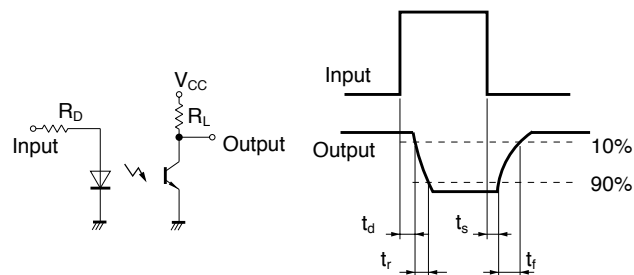 V_CC
R_D
R_L
Input
Output
Input
Output
10%
90%
t_d
t_s
t_r
t_f